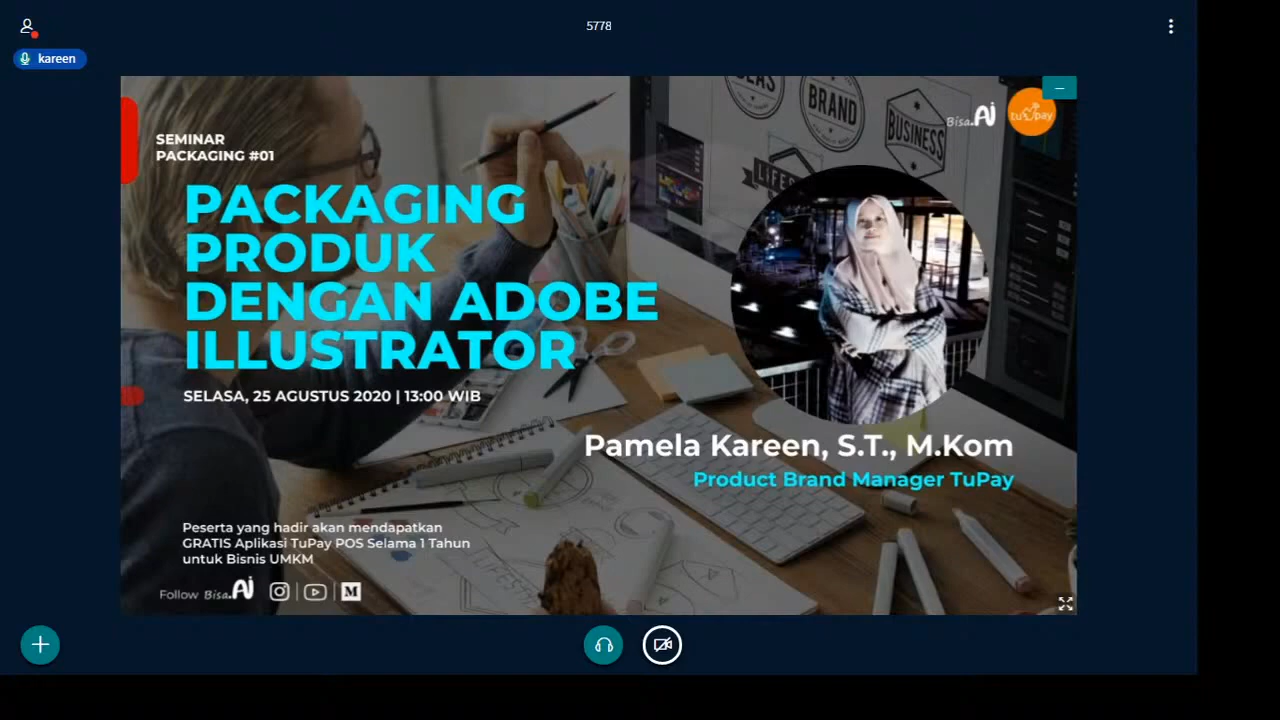 5778
kareen
Bisa.AI
tupay
SEMINAR
PACKAGING #01
PACKAGING
PRODUK
DENGAN ADOBE
ILLUSTRATOR
SELASA, 25 AGUSTUS 2020 | 13:00 WIB
BRAND
BUSINESS
Pamela Kareen, S.T., M.Kom
Product Brand Manager TuPay
Peserta yang hadir akan mendapatkan
GRATIS Aplikasi TuPay POS Selama 1 Tahun
untuk Bisnis UMKM
Follow Bisa.AI